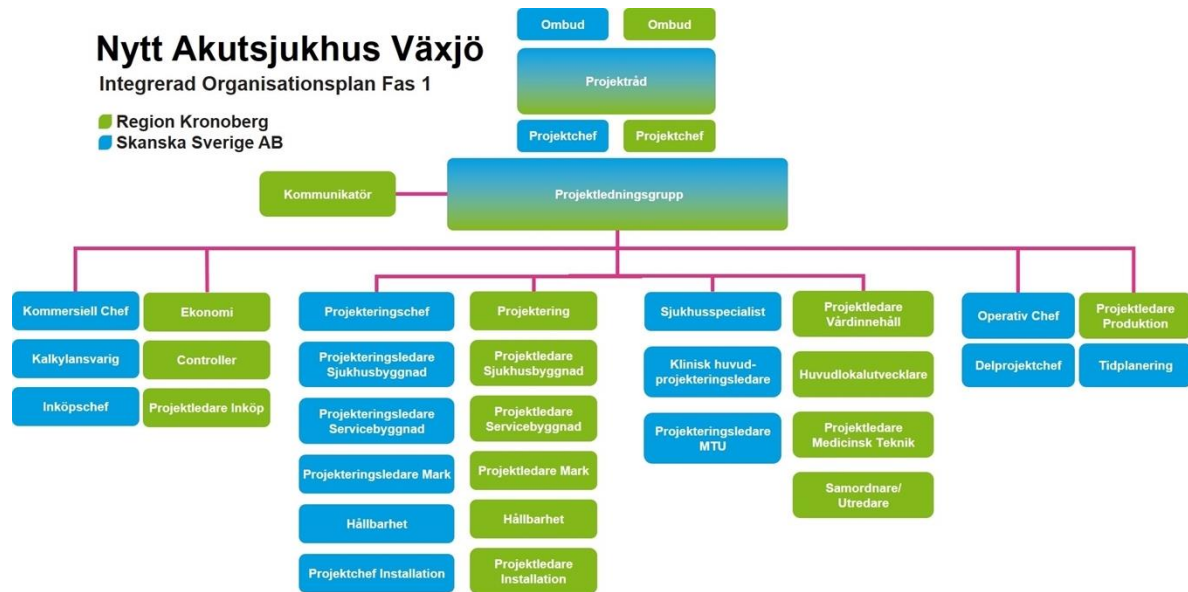 Nytt Akutsjukhus Växjö
Integrerad Organisationsplan Fas 1
Region Kronoberg
Skanska Sverige AB
Ombud
Ombud
Projektråd
Projektchef
Projektchef
Kommunikatör
Projektledningsgrupp
Kommersiell Chef
Kalkylansvarig
Inköpschef
Ekonomi
Controller
Projektledare Inköp
Projekteringschef
Projekteringsledare
Sjukhusbyggnad
Projekteringsledare
Servicebyggnad
Projekteringsledare Mark
Hållbarhet
Projektchef Installation
Projektering
Projektledare
Sjukhusbyggnad
Projektledare
Servicebyggnad
Projektledare Mark
Hållbarhet
Projektledare
Installation
Sjukhusspecialist
Klinisk huvud-
projekteringsledare
Projekteringsledare
MTU
Projektledare
Vårdinnehåll
Huvudlokalutvecklare
Projektledare
Medicinsk Teknik
Samordnare/
Utredare
Operativ Chef
Delprojektchef
Projektledare
Produktion
Tidplanering